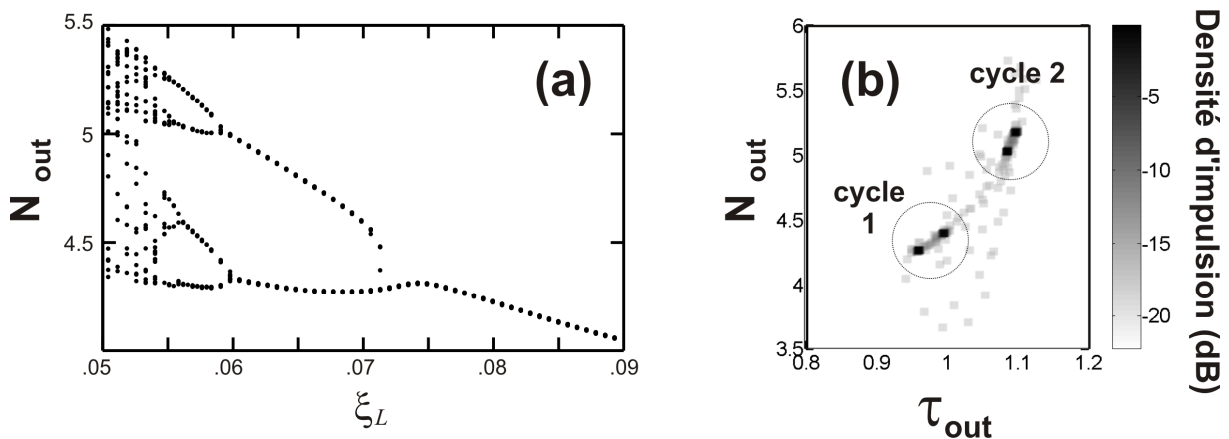 5.5
5
4.5
N out
(a)
.05 .06 .07 .08 .09
ξL
6
5.5
5
4.5
4
3.5
N out
(b)
cycle 2
cycle
1
0.8 0.9 1 1.1 1.2
τout
-5
-10
-15
-20
Densité d'impulsion (dB)